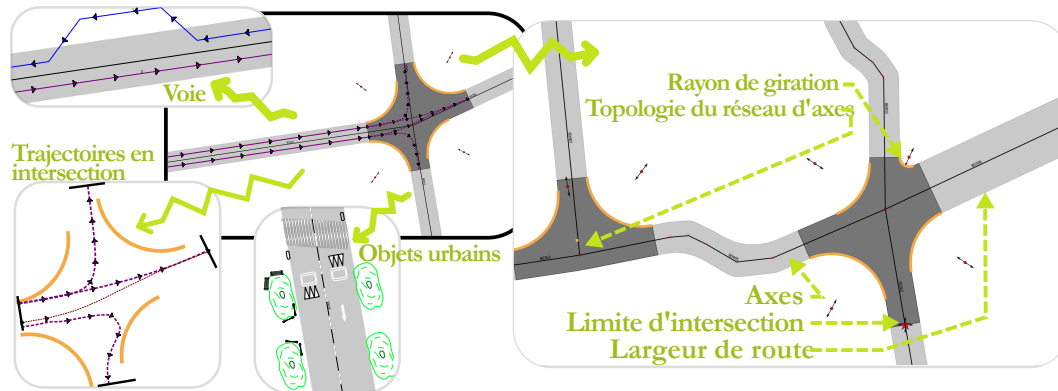 Voie
Trajectoires en
intersection
Objets urbains
Rayon de giration
Topologie du réseau d'axes
Axes
Limite d'intersection
Largeur de route